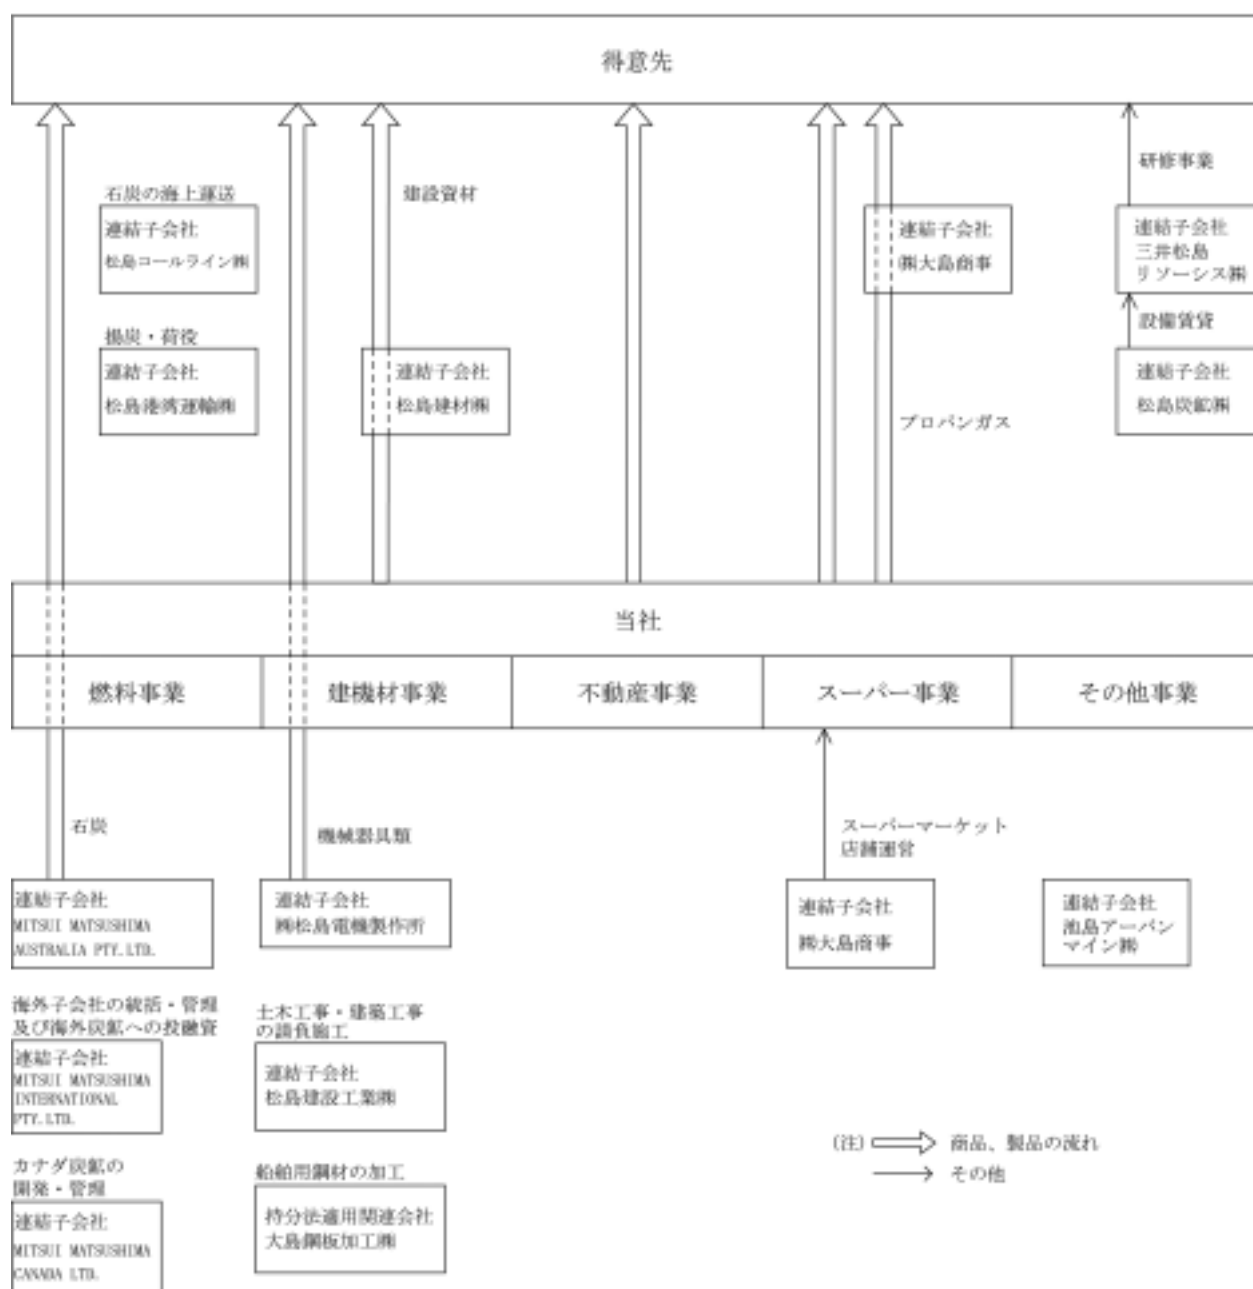 得意先
石炭の海上運送
連結子会社
松島コールライン㈱
揚炭・荷役
連結子会社
松島港湾運輸㈱
建設資材
連結子会社
松島建材㈱
連結子会社
㈱大島商事
プロパンガス
研修事業
連結子会社
三井松島
リソーシス㈱
設備賃貸
連結子会社
松島炭鉱㈱
当社
燃料事業
建機材事業
不動産事業
スーパー事業
その他事業
石炭
連結子会社
MITSUI MATSUSHIMA
AUSTRALIA PTY.LTD.
海外子会社の統括・管理
及び海外炭鉱への投融資
連結子会社
MITSUI MATSUSHIMA
INTERNATIONAL
PTY.LTD.
カナダ炭鉱の
開発・管理
連結子会社
MITSUI MATSUSHIMA
CANADA LTD.
機械器具類
連結子会社
㈱松島電機製作所
土木工事・建築工事
の請負施工
連結子会社
松島建設工業㈱
船舶用鋼材の加工
持分法適用関連会社
大島鋼板加工㈱
スーパーマーケット
店舗運営
連結子会社
㈱大島商事
連結子会社
池島アーバン
マイン㈱
(注) 商品、製品の流れ
その他